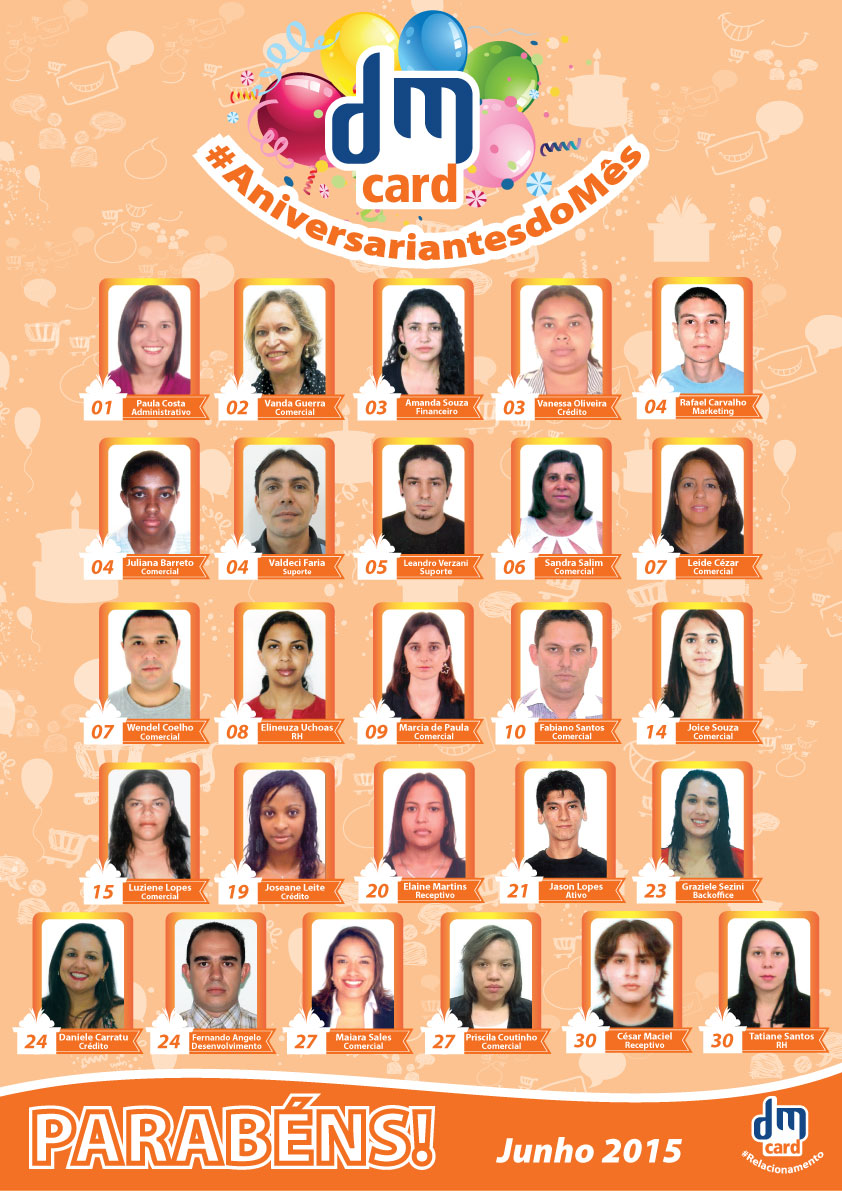 dm
card
#AniversariantesdoMês
01 Paula Costa
Administrativo
02 Vanda Guerra
Comercial
03 Amanda Souza
Financeiro
03 Vanessa Oliveira
Crédito
04 Rafael Carvalho
Marketing
04 Juliana Barreto
Comercial
04 Valdeci Faria
Suporte
05 Leandro Verzani
Suporte
06 Sandra Salim
Comercial
07 Leide Cézar
Comercial
07 Wendel Coelho
Comercial
08 Elineuza Uchoas
RH
09 Marcia de Paula
Comercial
10 Fabiano Santos
Comercial
14 Joice Souza
Comercial
15 Luziene Lopes
Comercial
19 Joseane Leite
Crédito
20 Elaine Martins
Receptivo
21 Jason Lopes
Ativo
23 Graziele Sezini
Backoffice
24 Daniele Carratu
Crédito
24 Fernando Angelo
Desenvolvimento
27 Maiara Sales
Comercial
27 Priscila Coutinho
Comercial
30 César Maciel
Receptivo
30 Tatiane Santos
RH
PARABÉNS!
Junho 2015
dm
card
#Relacionamento